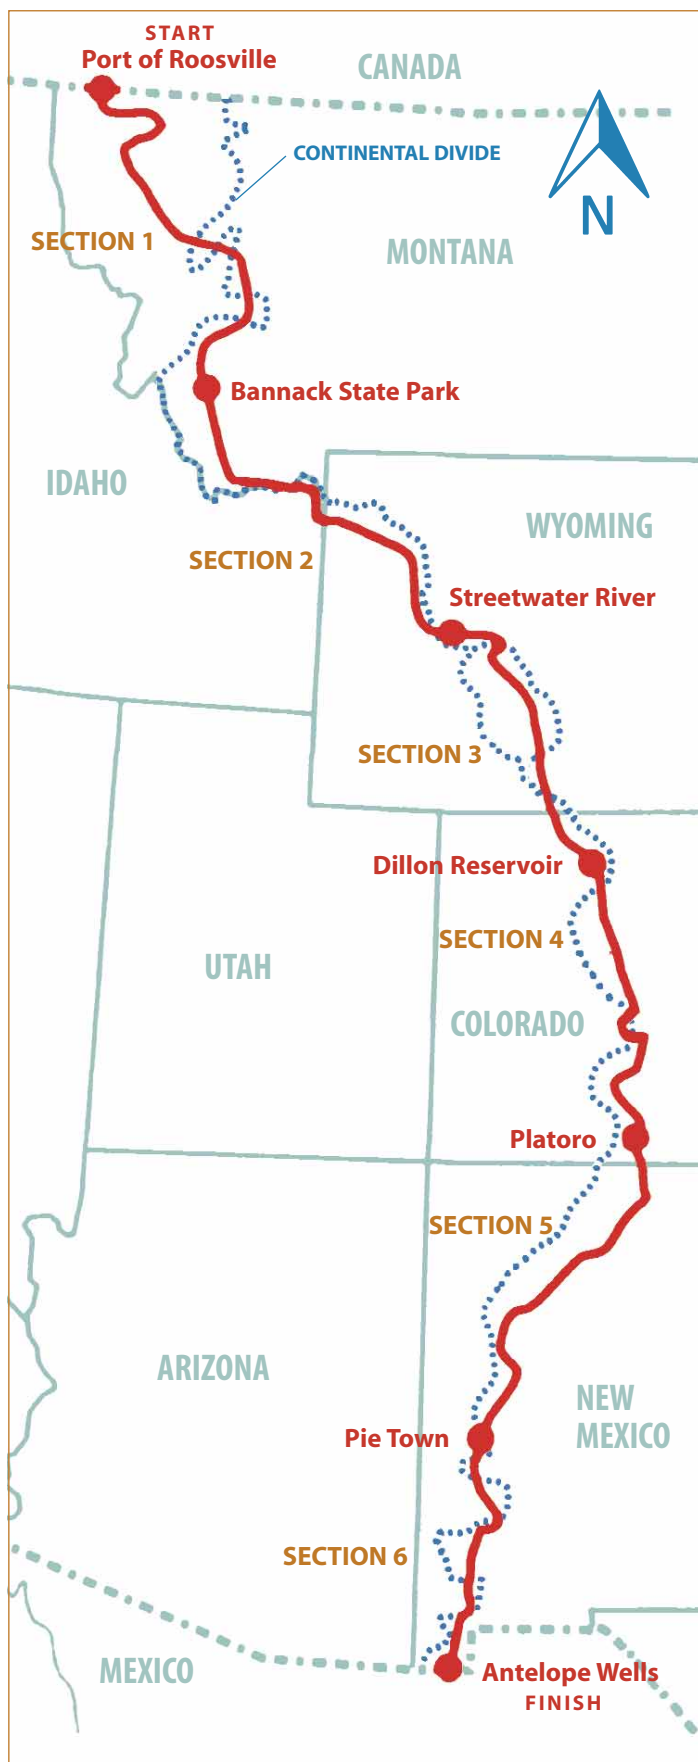 START
Port of Roosville
CANADA
CONTINENTAL DIVIDE
N
SECTION 1
MONTANA
Bannack State Park
IDAHO
WYOMING
SECTION 2
Streetwater River
SECTION 3
Dillon Reservoir
SECTION 4
UTAH
COLORADO
Platoro
SECTION 5
ARIZONA
NEW
MEXICO
Pie Town
SECTION 6
MEXICO
Antelope Wells
FINISH